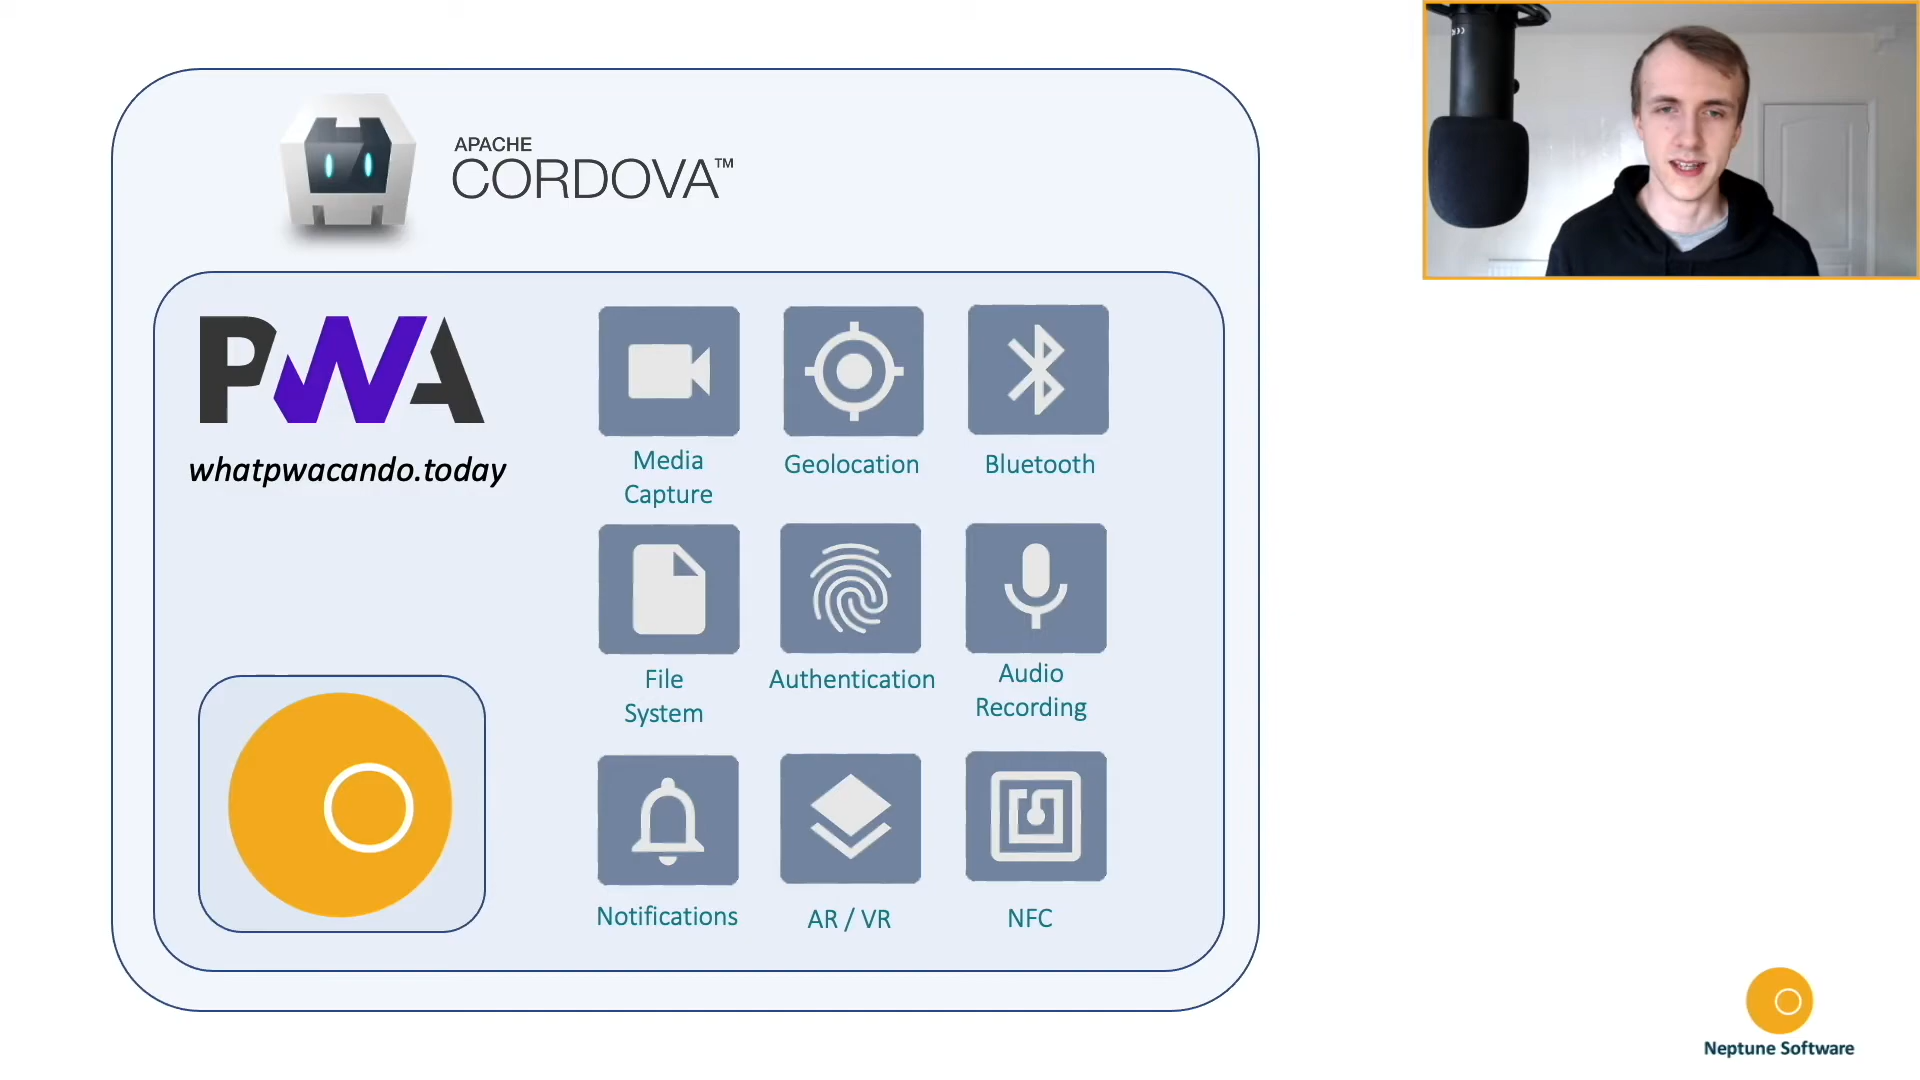 APACHE
CORDOVA™
PWA
whatpwacando.today
Media
Capture
Geolocation
Bluetooth
File
System
Authentication
Audio
Recording
Notifications
AR / VR
NFC
Neptune Software